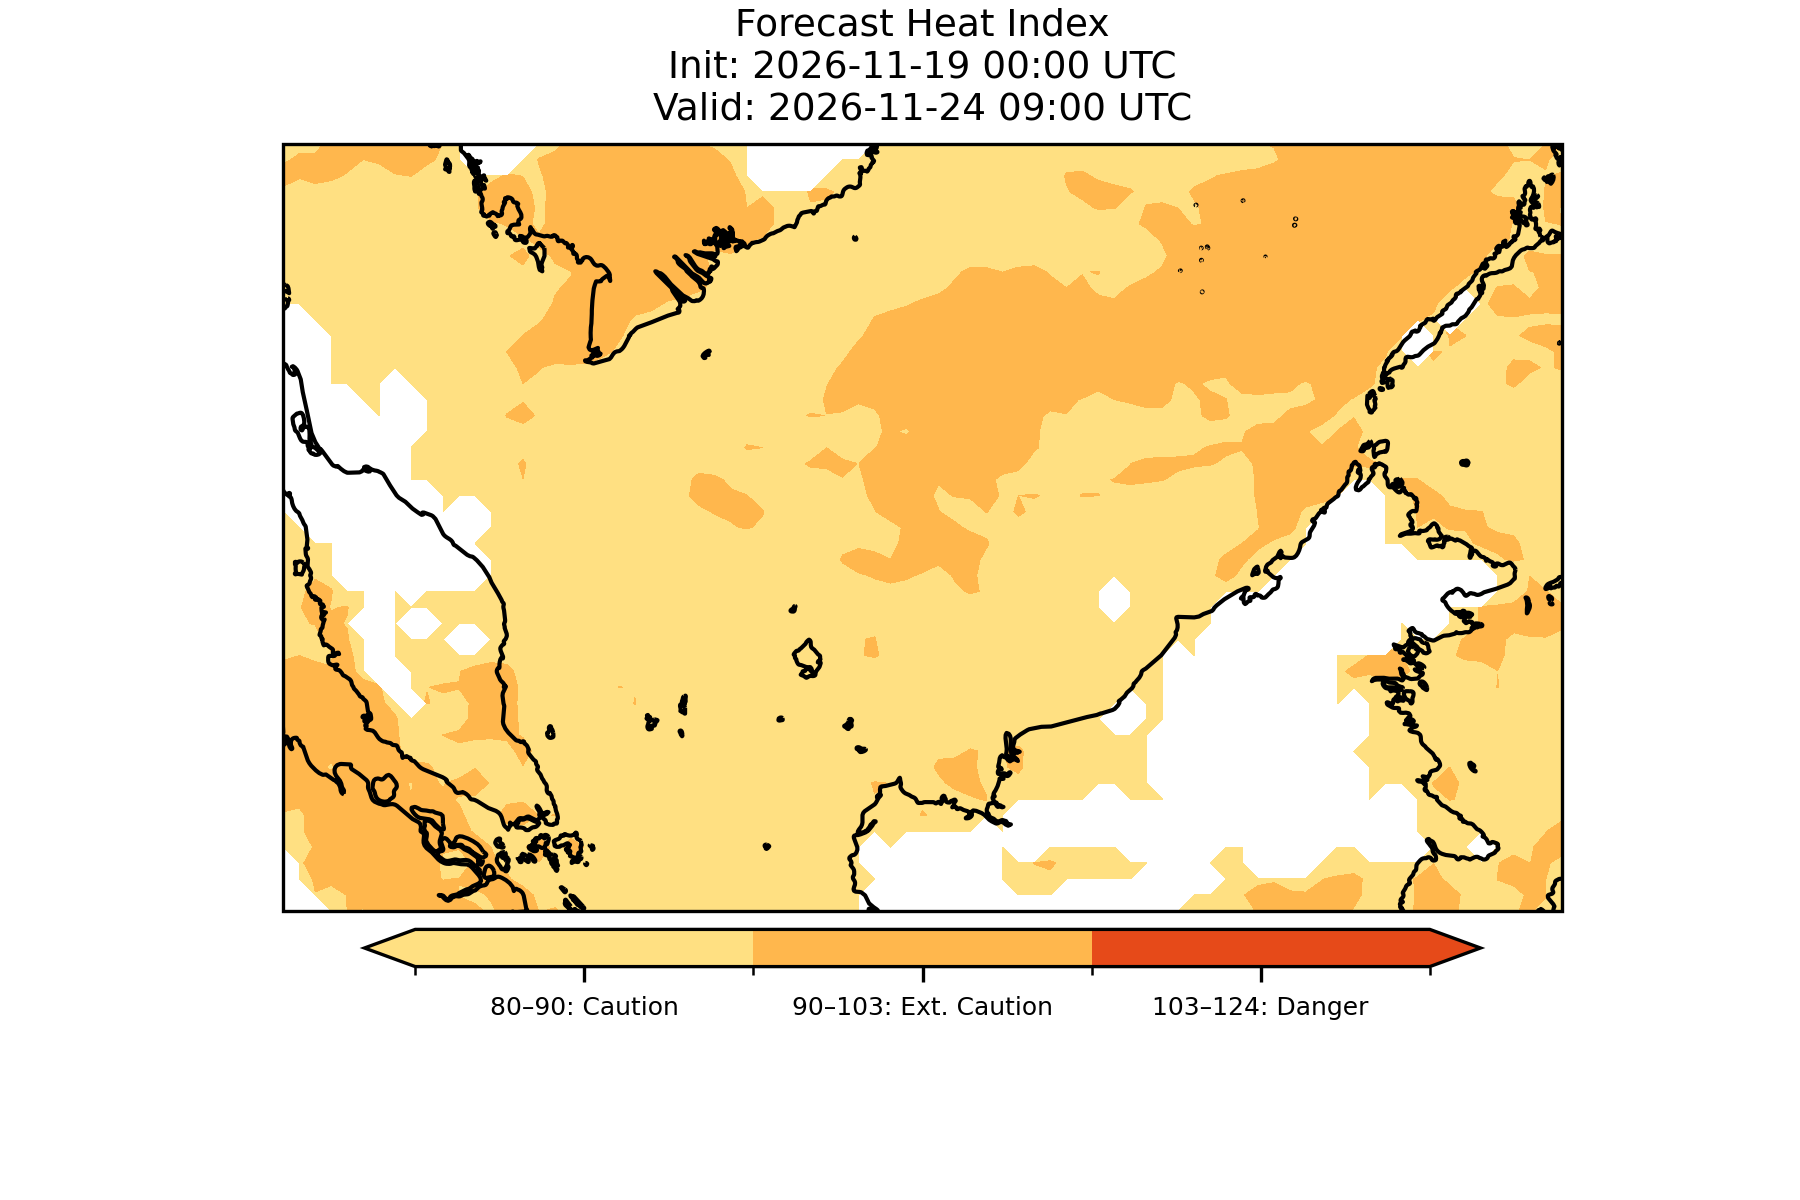 Forecast Heat Index
Init: 2026-11-19 00:00 UTC
Valid: 2026-11-24 09:00 UTC
80–90: Caution
90–103: Ext. Caution
103–124: Danger